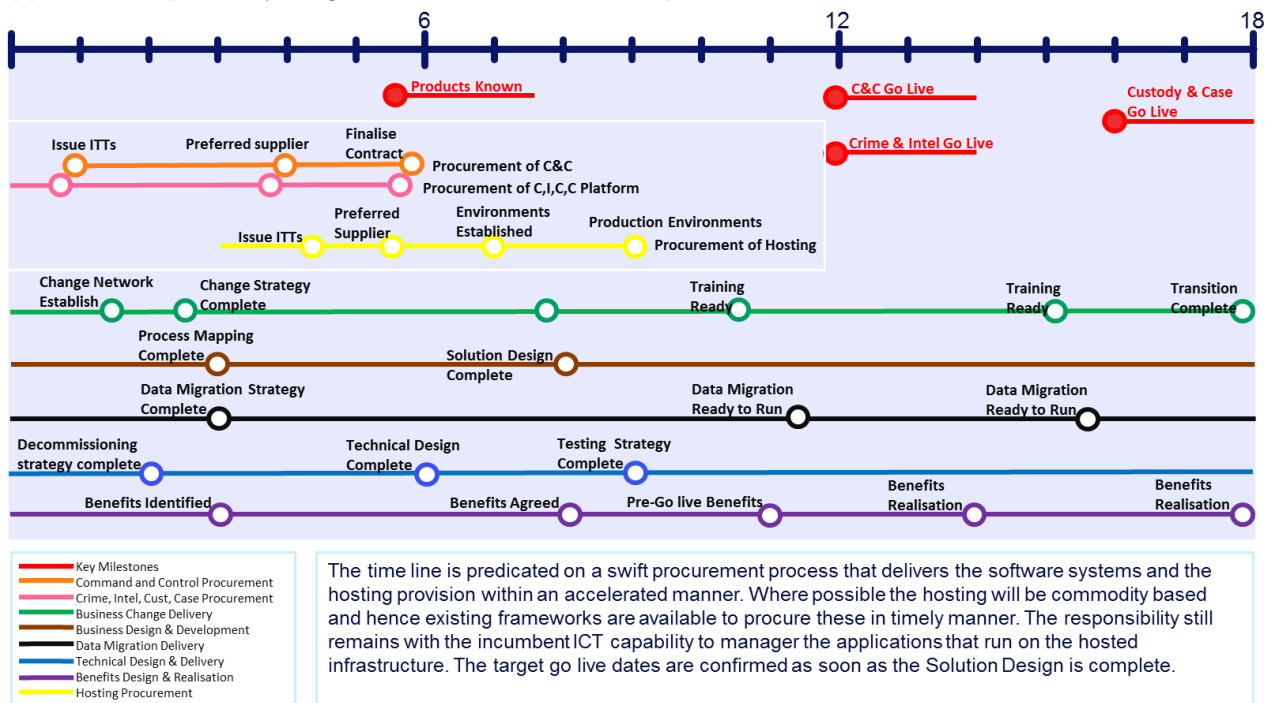 6
12
18
Products Known
C&C Go Live
Custody & Case
Go Live
Crime & Intel Go Live
Issue ITTs
Preferred supplier
Finalise
Contract
Procurement of C&C
Procurement of C,I,C,C Platform
Issue ITTs
Preferred
Supplier
Environments
Established
Production Environments
Procurement of Hosting
Change Network
Establish
Change Strategy
Complete
Training
Ready
Training
Ready
Transition
Complete
Process Mapping
Complete
Solution Design
Complete
Data Migration Strategy
Complete
Data Migration
Ready to Run
Data Migration
Ready to Run
Decommissioning
strategy complete
Technical Design
Complete
Testing Strategy
Complete
Benefits Identified
Benefits Agreed
Pre-Go live Benefits
Benefits
Realisation
Benefits
Realisation
Key Milestones
Command and Control Procurement
Crime, Intel, Cust, Case Procurement
Business Change Delivery
Business Design & Development
Data Migration Delivery
Technical Design & Delivery
Benefits Design & Realisation
Hosting Procurement
The time line is predicated on a swift procurement process that delivers the software systems and the
hosting provision within an accelerated manner. Where possible the hosting will be commodity based
and hence existing frameworks are available to procure these in timely manner. The responsibility still
remains with the incumbent ICT capability to manager the applications that run on the hosted
infrastructure. The target go live dates are confirmed as soon as the Solution Design is complete.